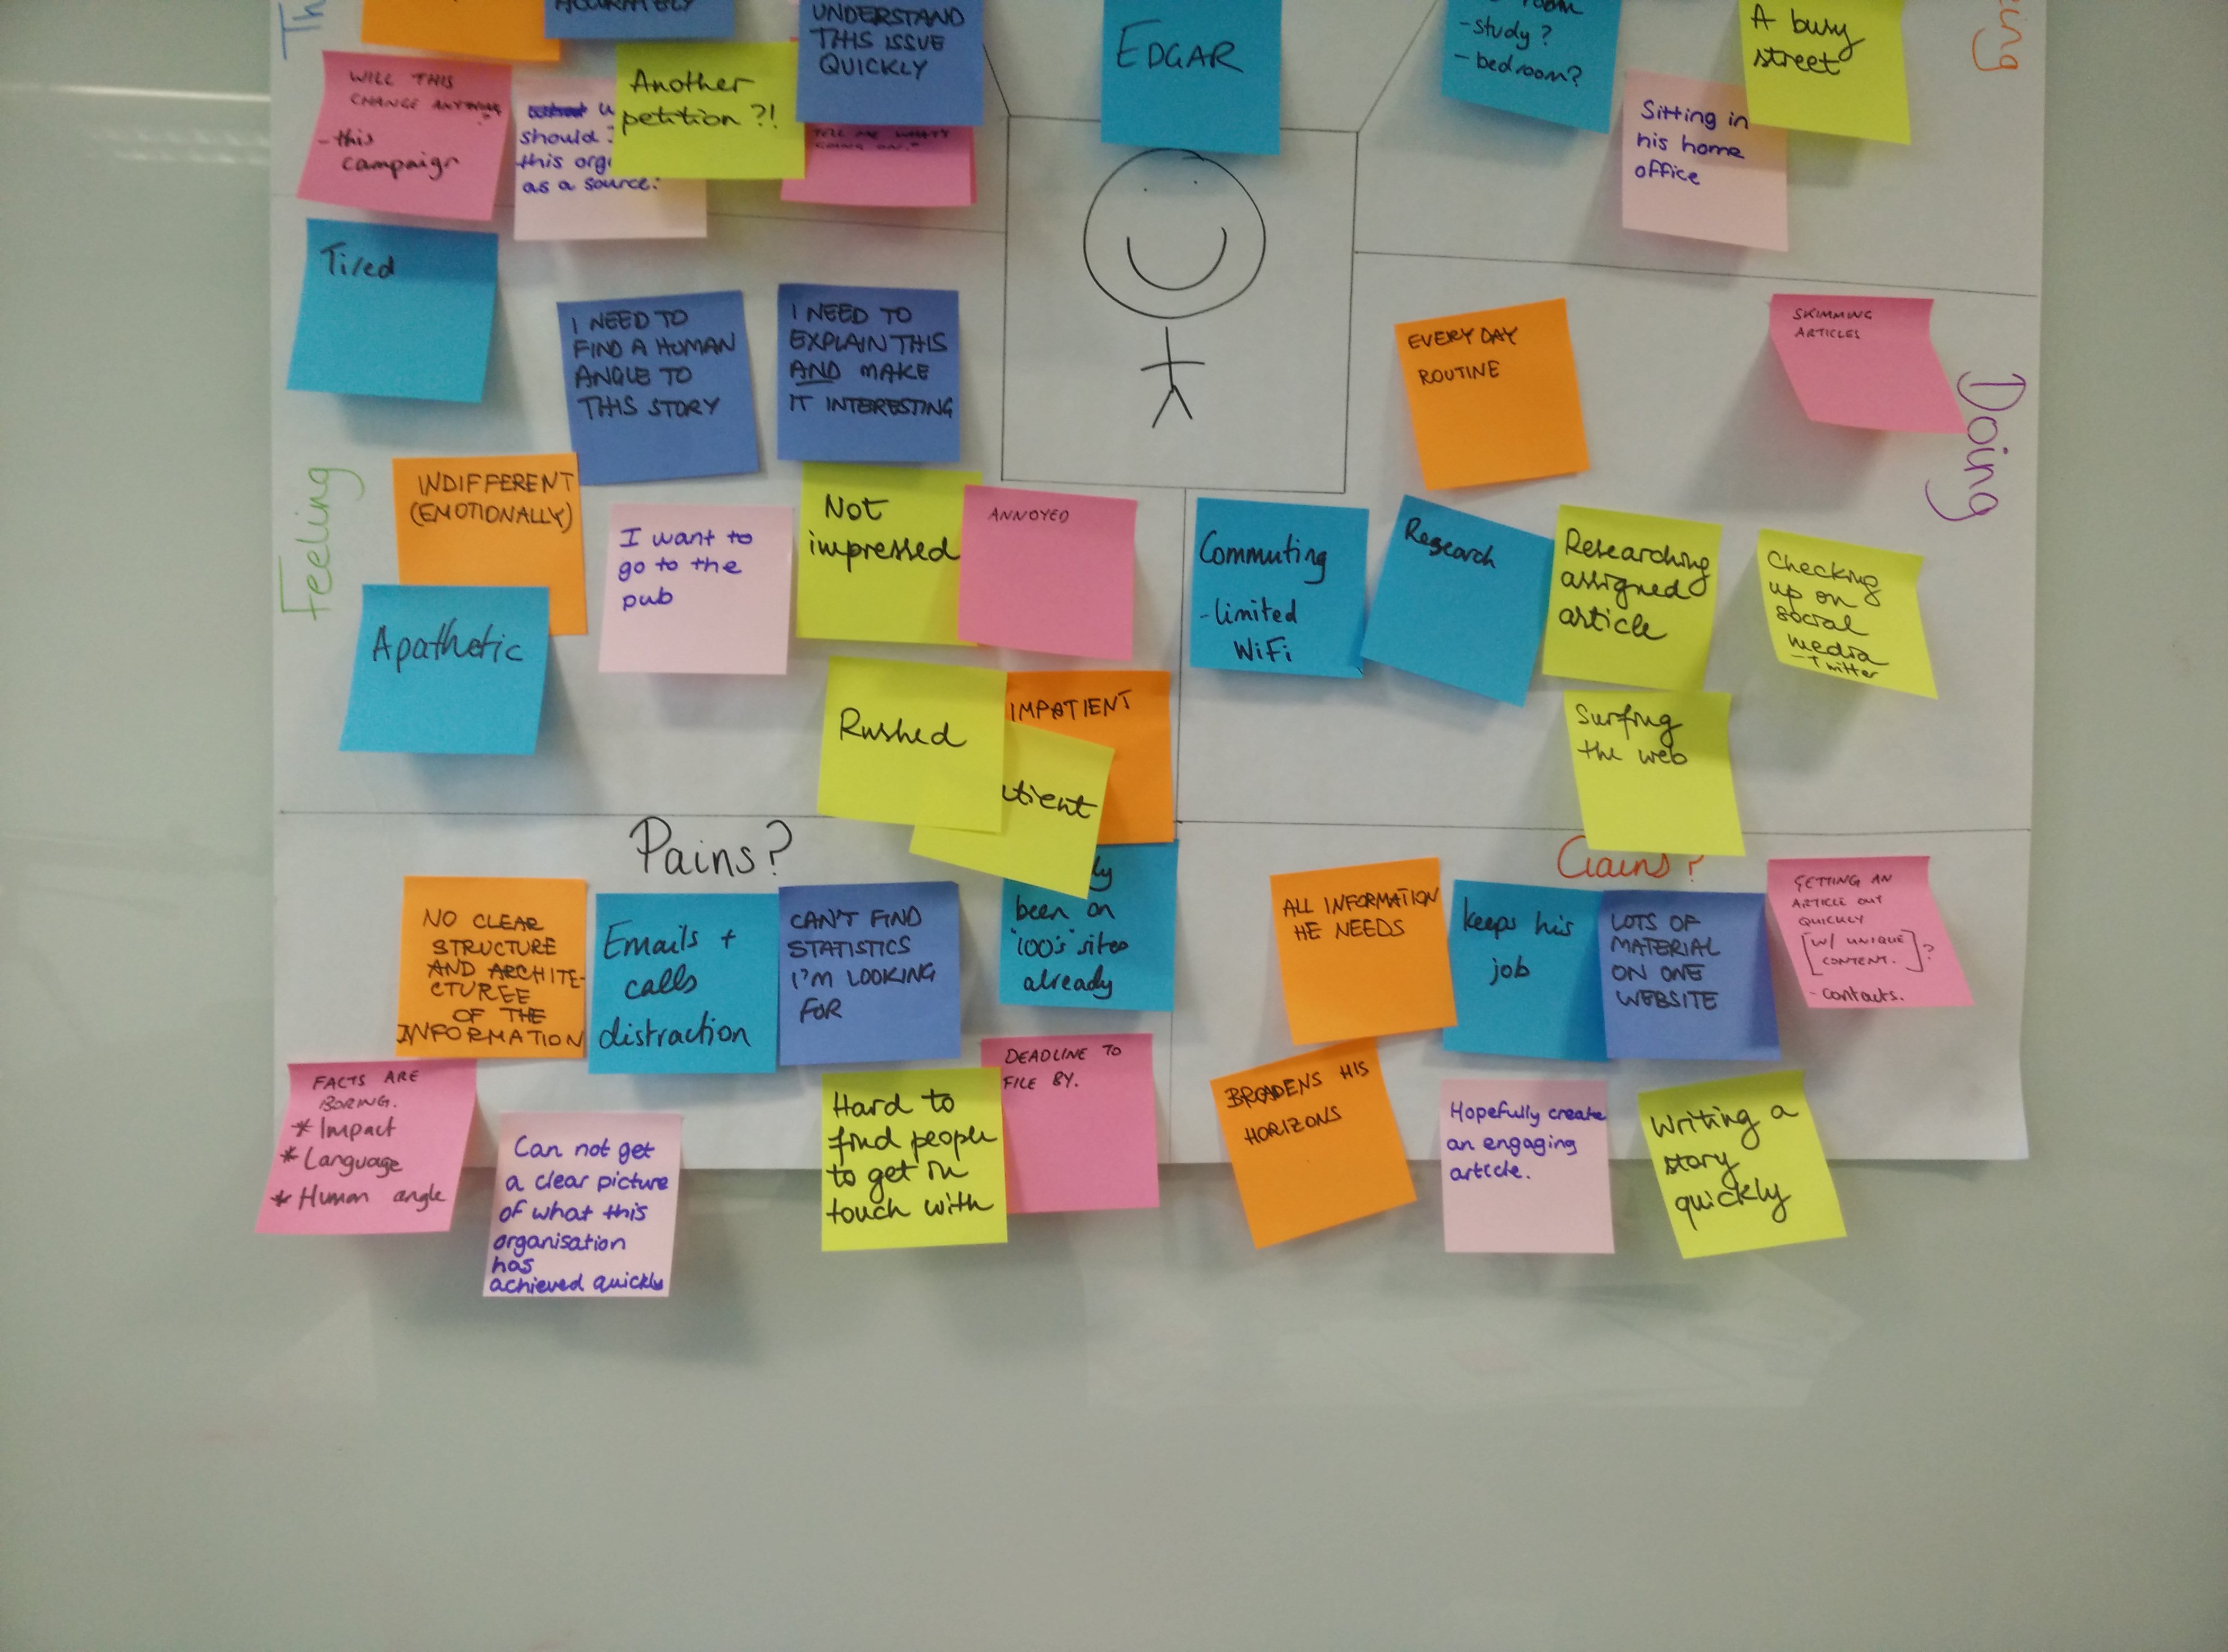 ACCURATELY
UNDERSTAND
THIS ISSUE
QUICKLY
WILL THIS
CHANGE ANYTHING
- this
campaign
should
this
as a source?
Another
petition ?!
TELL ME WHAT'S
GOING ON."
EDGAR
room
- study ?
- bedroom?
A busy
street
Sitting in
his home
office
Feeling
Tired
I NEED TO
FIND A HUMAN
ANGLE TO
THIS STORY
I NEED TO
EXPLAIN THIS
AND MAKE
IT INTERESTING
INDIFFERENT
(EMOTIONALLY)
I want to
go to the
pub
Not
impressed
ANNOYED
Apathetic
Rushed
IMPATIENT
Doing
EVERY DAY
ROUTINE
SKIMMING
ARTICLES
Commuting
- limited
WiFi
Research
Researching
assigned
article
Checking
up on
social
media
- Twitter
Surfing
the web
Pains?
NO CLEAR
STRUCTURE
AND ARCHITE-
CTUREE
OF THE
INFORMATION
Emails +
calls
distraction
CAN'T FIND
STATISTICS
I'M LOOKING
FOR
been on
'100's' sites
already
FACTS ARE
BORING.
* Impact
* Language
* Human angle
Can not get
a clear picture
of what this
organisation
has
achieved quickly
Hard to
find people
to get in
touch with
DEADLINE TO
FILE BY.
Gains?
ALL INFORMATION
HE NEEDS
keeps his
job
LOTS OF
MATERIAL
ON ONE
WEBSITE
GETTING AN
ARTICLE OUT
QUICKLY
[W/ UNIQUE
CONTENT.]?
- contacts.
BROADENS HIS
HORIZONS
Hopefully create
an engaging
article.
Writing a
story
quickly